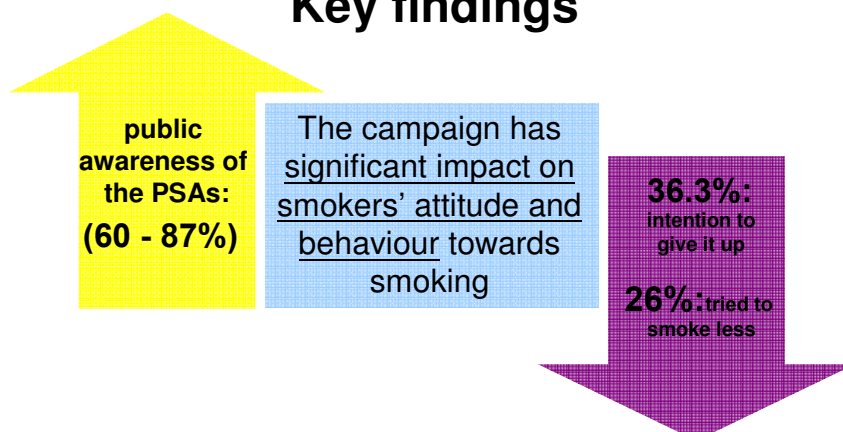 Key findings
public
awareness of
the PSAs:
(60 - 87%)
The campaign has
significant impact on
smokers’ attitude and
behaviour towards
smoking
36.3%:
intention to
give it up
26%:tried to
smoke less